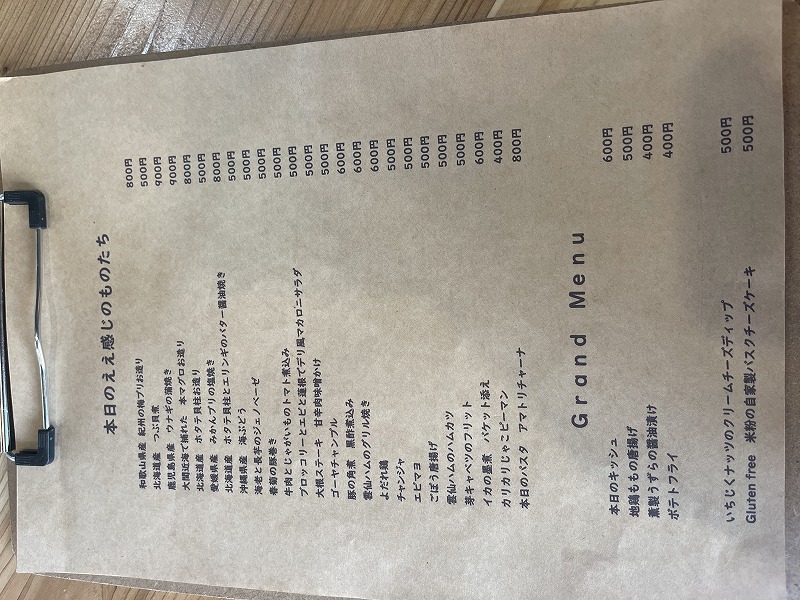 本日のええ感じのものたち
和歌山県産 紀州の梅ブリお造り 800円
北海道産 つぶ貝煮 500円
鹿児島県産 ウナギの蒲焼き 900円
大間近海で捕れた 本マグロお造り 900円
北海道産 ホタテ貝柱お造り 800円
愛媛県産 みかんブリの塩焼き 500円
北海道産 ホタテ貝柱とエリンギのバター醤油焼き 800円
沖縄県産 海ぶどう 500円
海老と長芋のジェノベーゼ 500円
春菊の豚巻き 500円
牛肉とじゃがいものトマト煮込み 500円
ブロッコリーとエビと蓮根でデリ風マカロニサラダ 500円
大根ステーキ 甘辛肉味噌かけ 500円
ゴーヤチャンプル 500円
豚の角煮 黒酢煮込み 600円
雲仙ハムのグリル焼き 600円
よだれ鶏 600円
チャンジャ 500円
エビマヨ 500円
ごぼう唐揚げ 500円
雲仙ハムのハムカツ 500円
芽キャベツのフリット 500円
イカの墨煮 バケット添え 600円
カリカリじゃこピーマン 400円
本日のパスタ アマトリチャーナ 800円
Grand Menu
本日のキッシュ 600円
地鶏ももの唐揚げ 500円
薫製うずらの醤油漬け 400円
ポテトフライ 400円
いちじくナッツのクリームチーズディップ 500円
Gluten free 米粉の自家製バスクチーズケーキ 500円